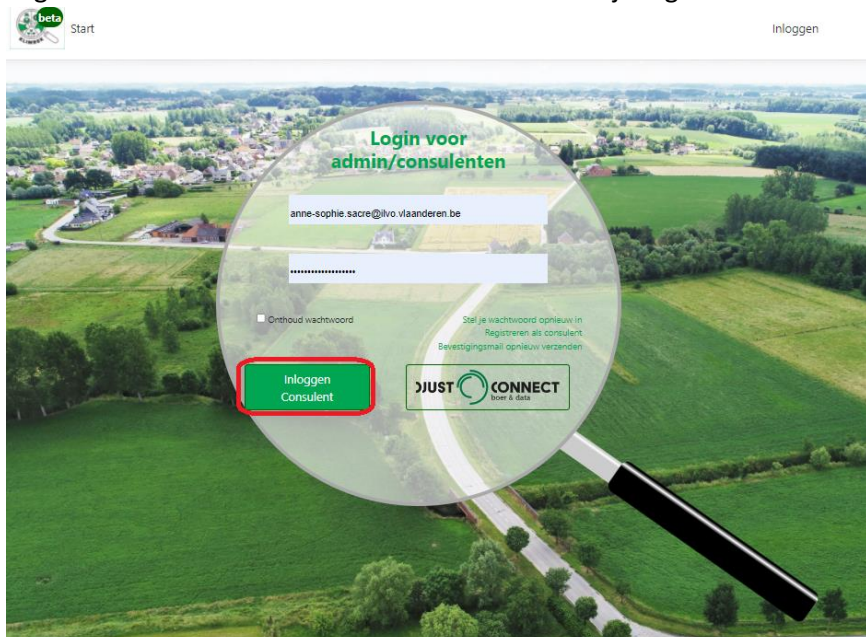 beta
Start
Inloggen
Login voor
admin/consulenten
anne-sophie.sacre@ilvo.vlaanderen.be
Onthoud wachtwoord
Stel je wachtwoord opnieuw in
Registreren als consulent
Bevestigingsmail opnieuw verzenden
Inloggen
Consulent
DJUST CONNECT
boer & data